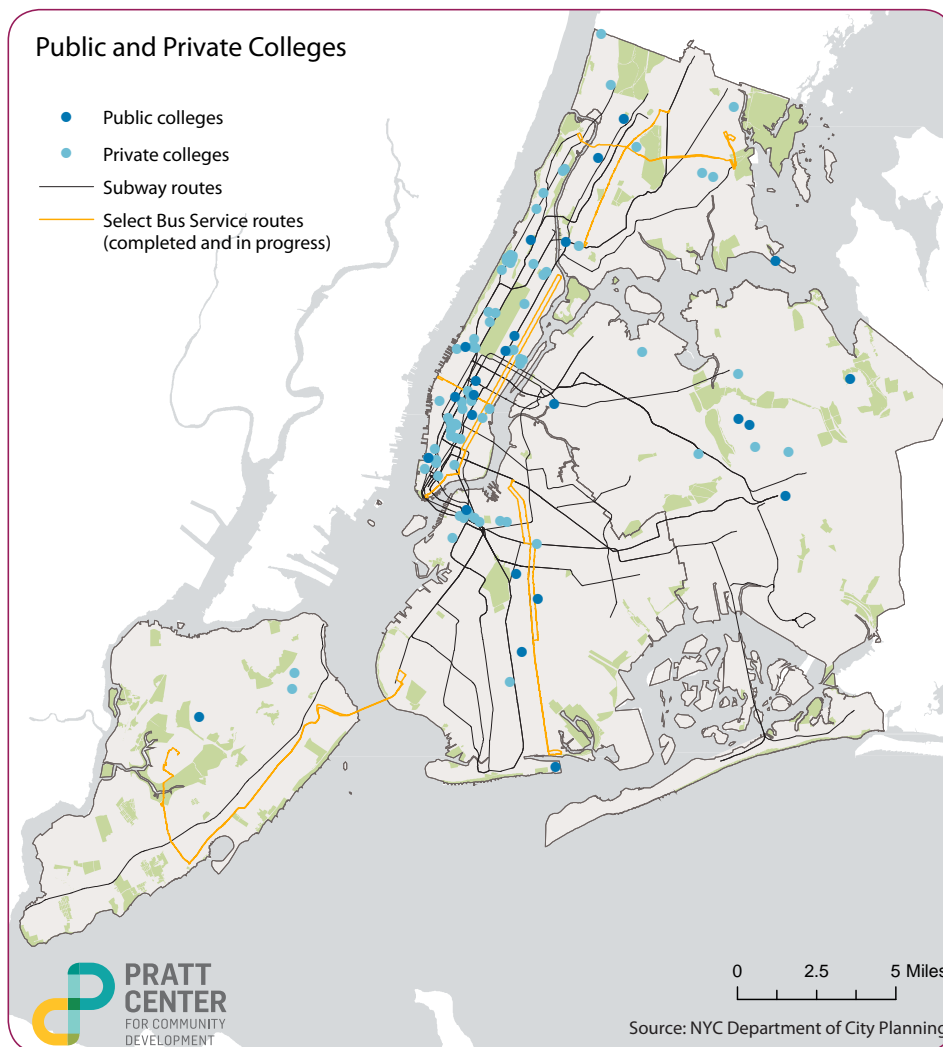 Public and Private Colleges
Public colleges
Private colleges
Subway routes
Select Bus Service routes
(completed and in progress)
PRATT
CENTER
FOR COMMUNITY
DEVELOPMENT
0 2.5 5 Miles
Source: NYC Department of City Planning